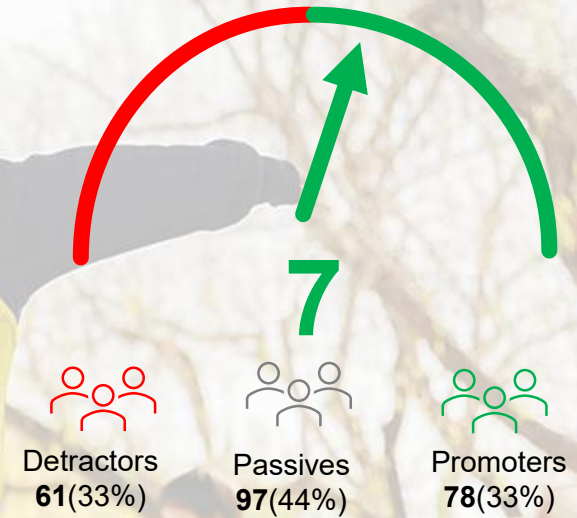 7
Detractors
61(33%)
Passives
97(44%)
Promoters
78(33%)